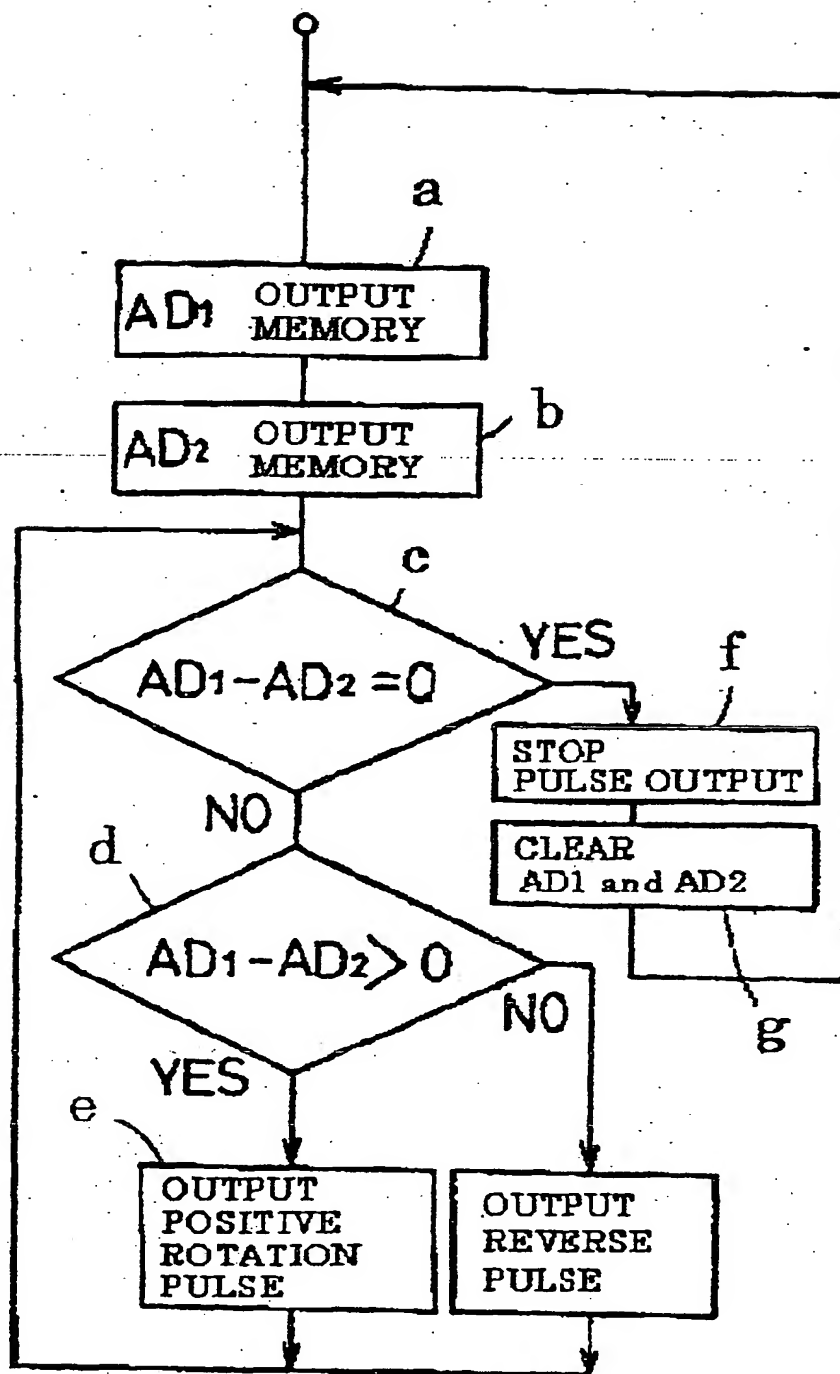 a
AD1 OUTPUT
MEMORY
b
AD2 OUTPUT
MEMORY
c
AD1-AD2=0
YES
NO
f
STOP
PULSE OUTPUT
CLEAR
AD1 and AD2
g
d
AD1-AD2>0
NO
YES
e
OUTPUT
POSITIVE
ROTATION
PULSE
OUTPUT
REVERSE
PULSE